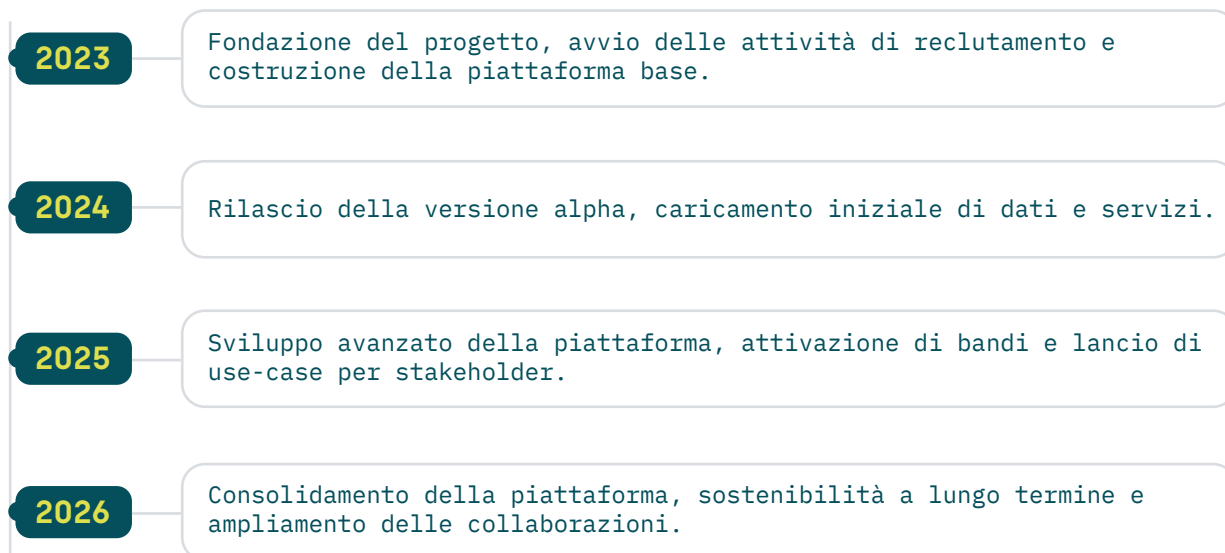 2023
Fondazione del progetto, avvio delle attività di reclutamento e
costruzione della piattaforma base.
2024
Rilascio della versione alpha, caricamento iniziale di dati e servizi.
2025
Sviluppo avanzato della piattaforma, attivazione di bandi e lancio di
use-case per stakeholder.
2026
Consolidamento della piattaforma, sostenibilità a lungo termine e
ampliamento delle collaborazioni.